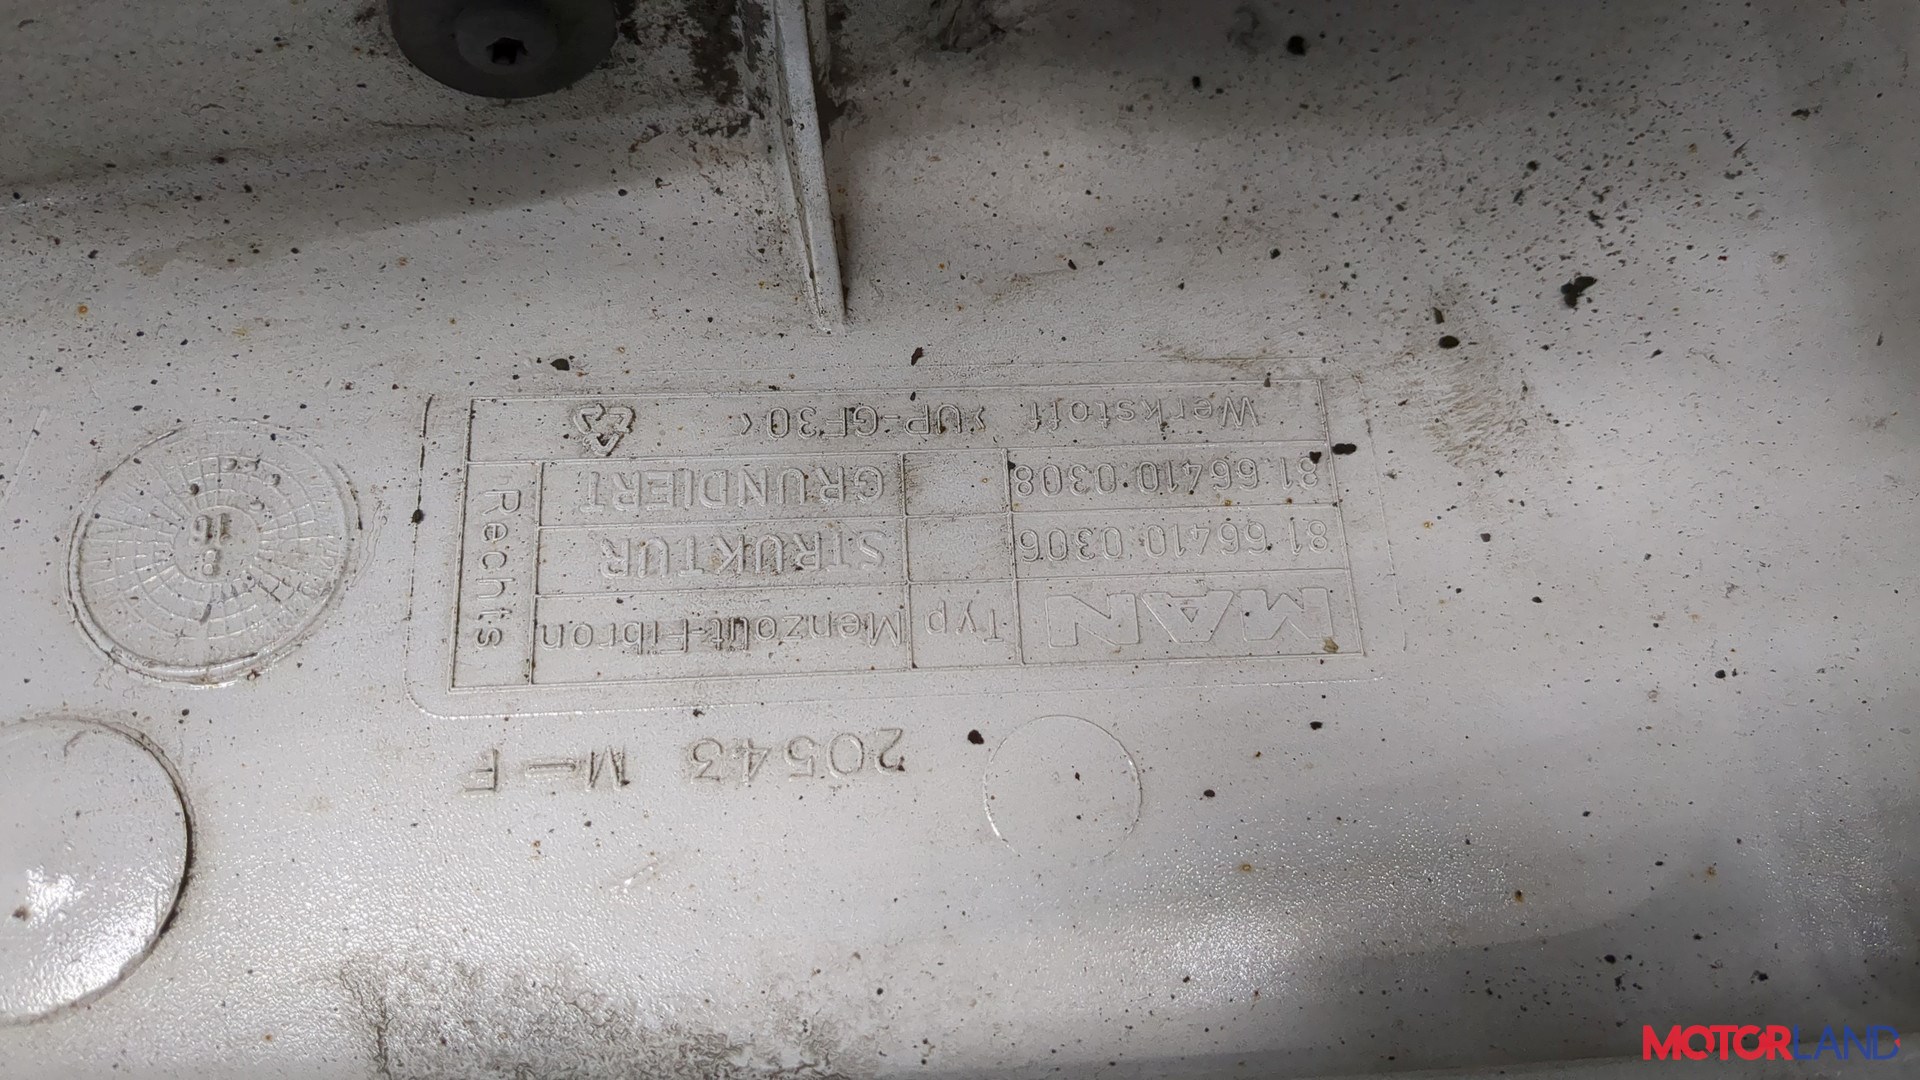 20543 M-F
MAN Typ Menzolit-Fibron
81.66410.0306 STRUKTUR
81.66410.0308 GRUNDIERT
Rechts
Werkstoff >UP-GF30<
MOTORLAND